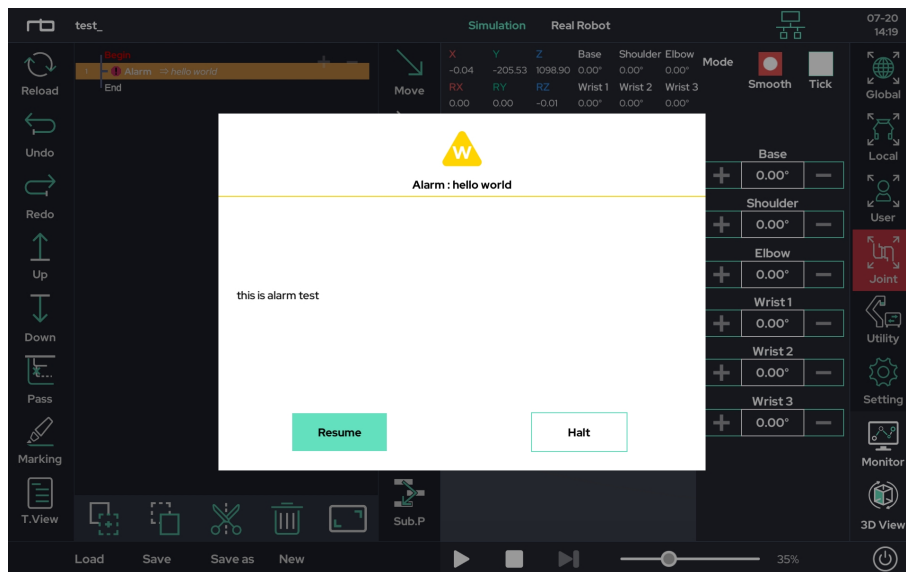 test_
Simulation Real Robot
07-20
14:19
Reload
Undo
Redo
Up
Down
Pass
Marking
T.View
Begin
1 Alarm ⇒ hello world
End
Move
Sub.P
X Y Z Base Shoulder Elbow
-0.04 -205.53 1098.90 0.00° 0.00° 0.00°
RX RY RZ Wrist 1 Wrist 2 Wrist 3
0.00 0.00 -0.01 0.00° 0.00° 0.00°
Mode
Smooth Tick
W
Alarm : hello world
this is alarm test
Resume Halt
Base
+ 0.00° —
Shoulder
+ 0.00° —
Elbow
+ 0.00° —
Wrist 1
+ 0.00° —
Wrist 2
+ 0.00° —
Wrist 3
+ 0.00° —
Global
Local
User
Joint
Utility
Setting
Monitor
3D View
Load Save Save as New
35%